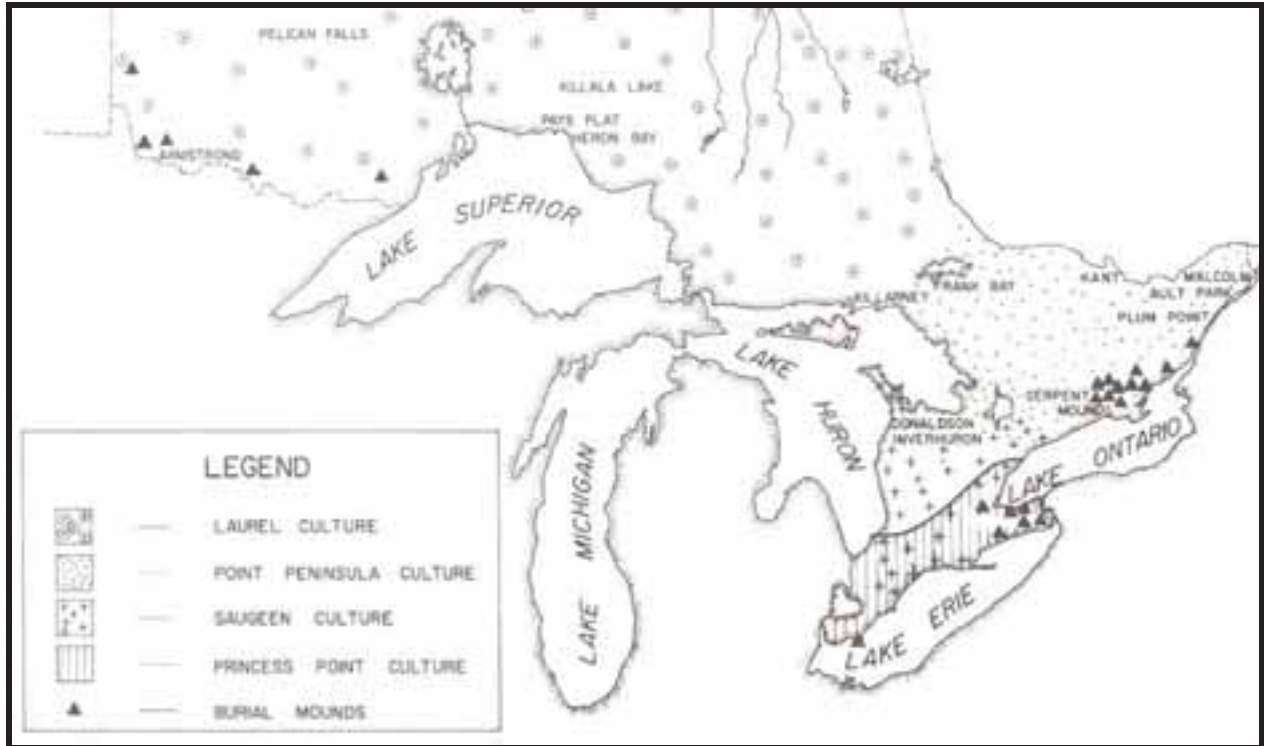 PELICAN FALLS
KILLALA LAKE
PAYS PLAT
HERON BAY
ARMSTRONG
LAKE SUPERIOR
KILLARNEY
FRANK BAY
KANT
MALCOLM
AULT PARK
PLUM POINT
LAKE HURON
SERPENT
MOUNDS
DONALDSON
INVERHURON
LAKE ONTARIO
LAKE MICHIGAN
LAKE ERIE
LEGEND
LAUREL CULTURE
POINT PENINSULA CULTURE
SAUGEEN CULTURE
PRINCESS POINT CULTURE
BURIAL MOUNDS